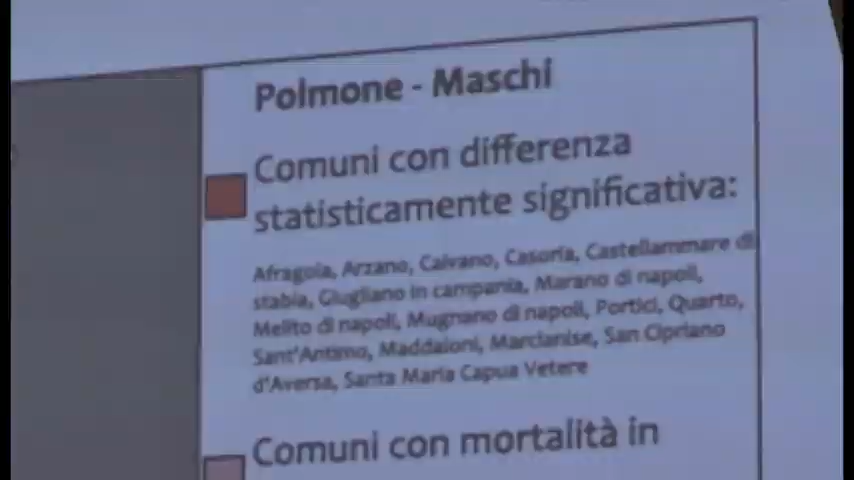 Polmone - Maschi
Comuni con differenza
statisticamente significativa:
Afragola, Arzano, Caivano, Casoria, Castellammare di
stabia, Giugliano in campania, Marano di napoli,
Melito di napoli, Mugnano di napoli, Portici, Quarto,
Sant'Antimo, Maddaloni, Marcianise, San Cipriano
d'Aversa, Santa Maria Capua Vetere
Comuni con mortalità in